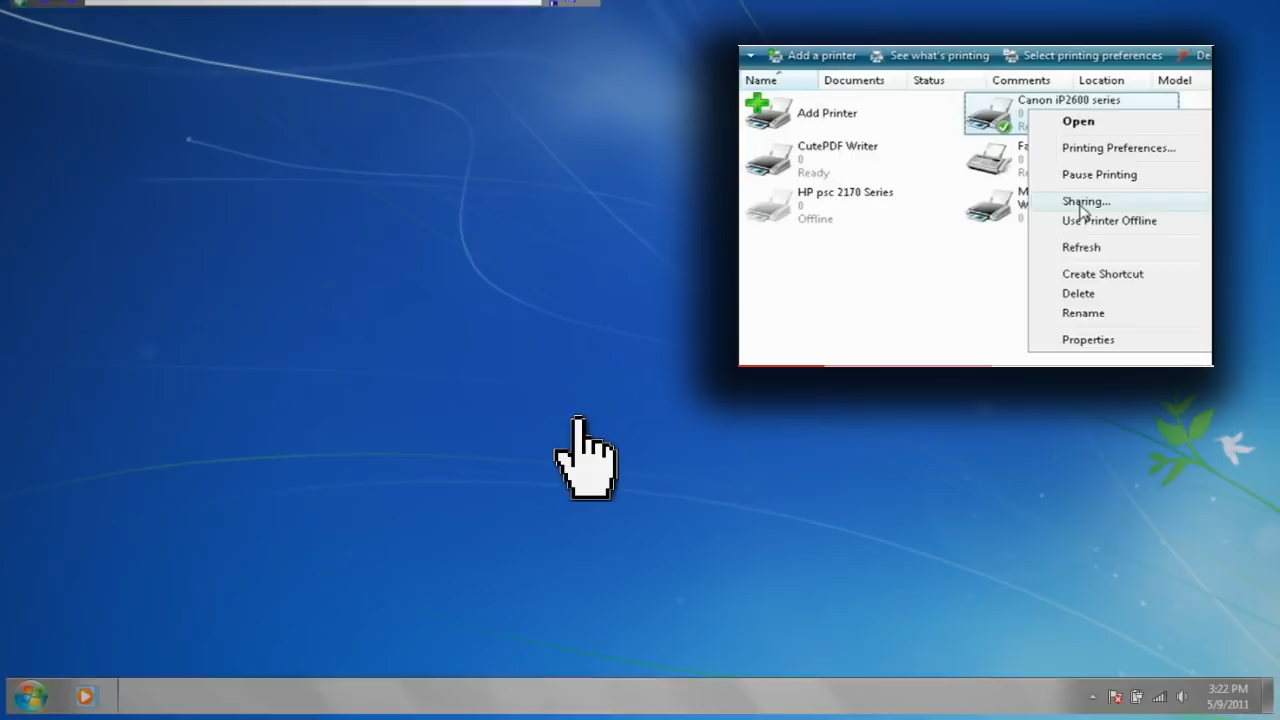 Add a printer See what's printing Select printing preferences De
Name Documents Status Comments Location Model
Add Printer
CutePDF Writer
0
Ready
HP psc 2170 Series
0
Offline
Canon iP2600 series
0
Re
Fa
0
Re
M
W
0
Open
Printing Preferences...
Pause Printing
Sharing...
Use Printer Offline
Refresh
Create Shortcut
Delete
Rename
Properties
3:22 PM
5/9/2011